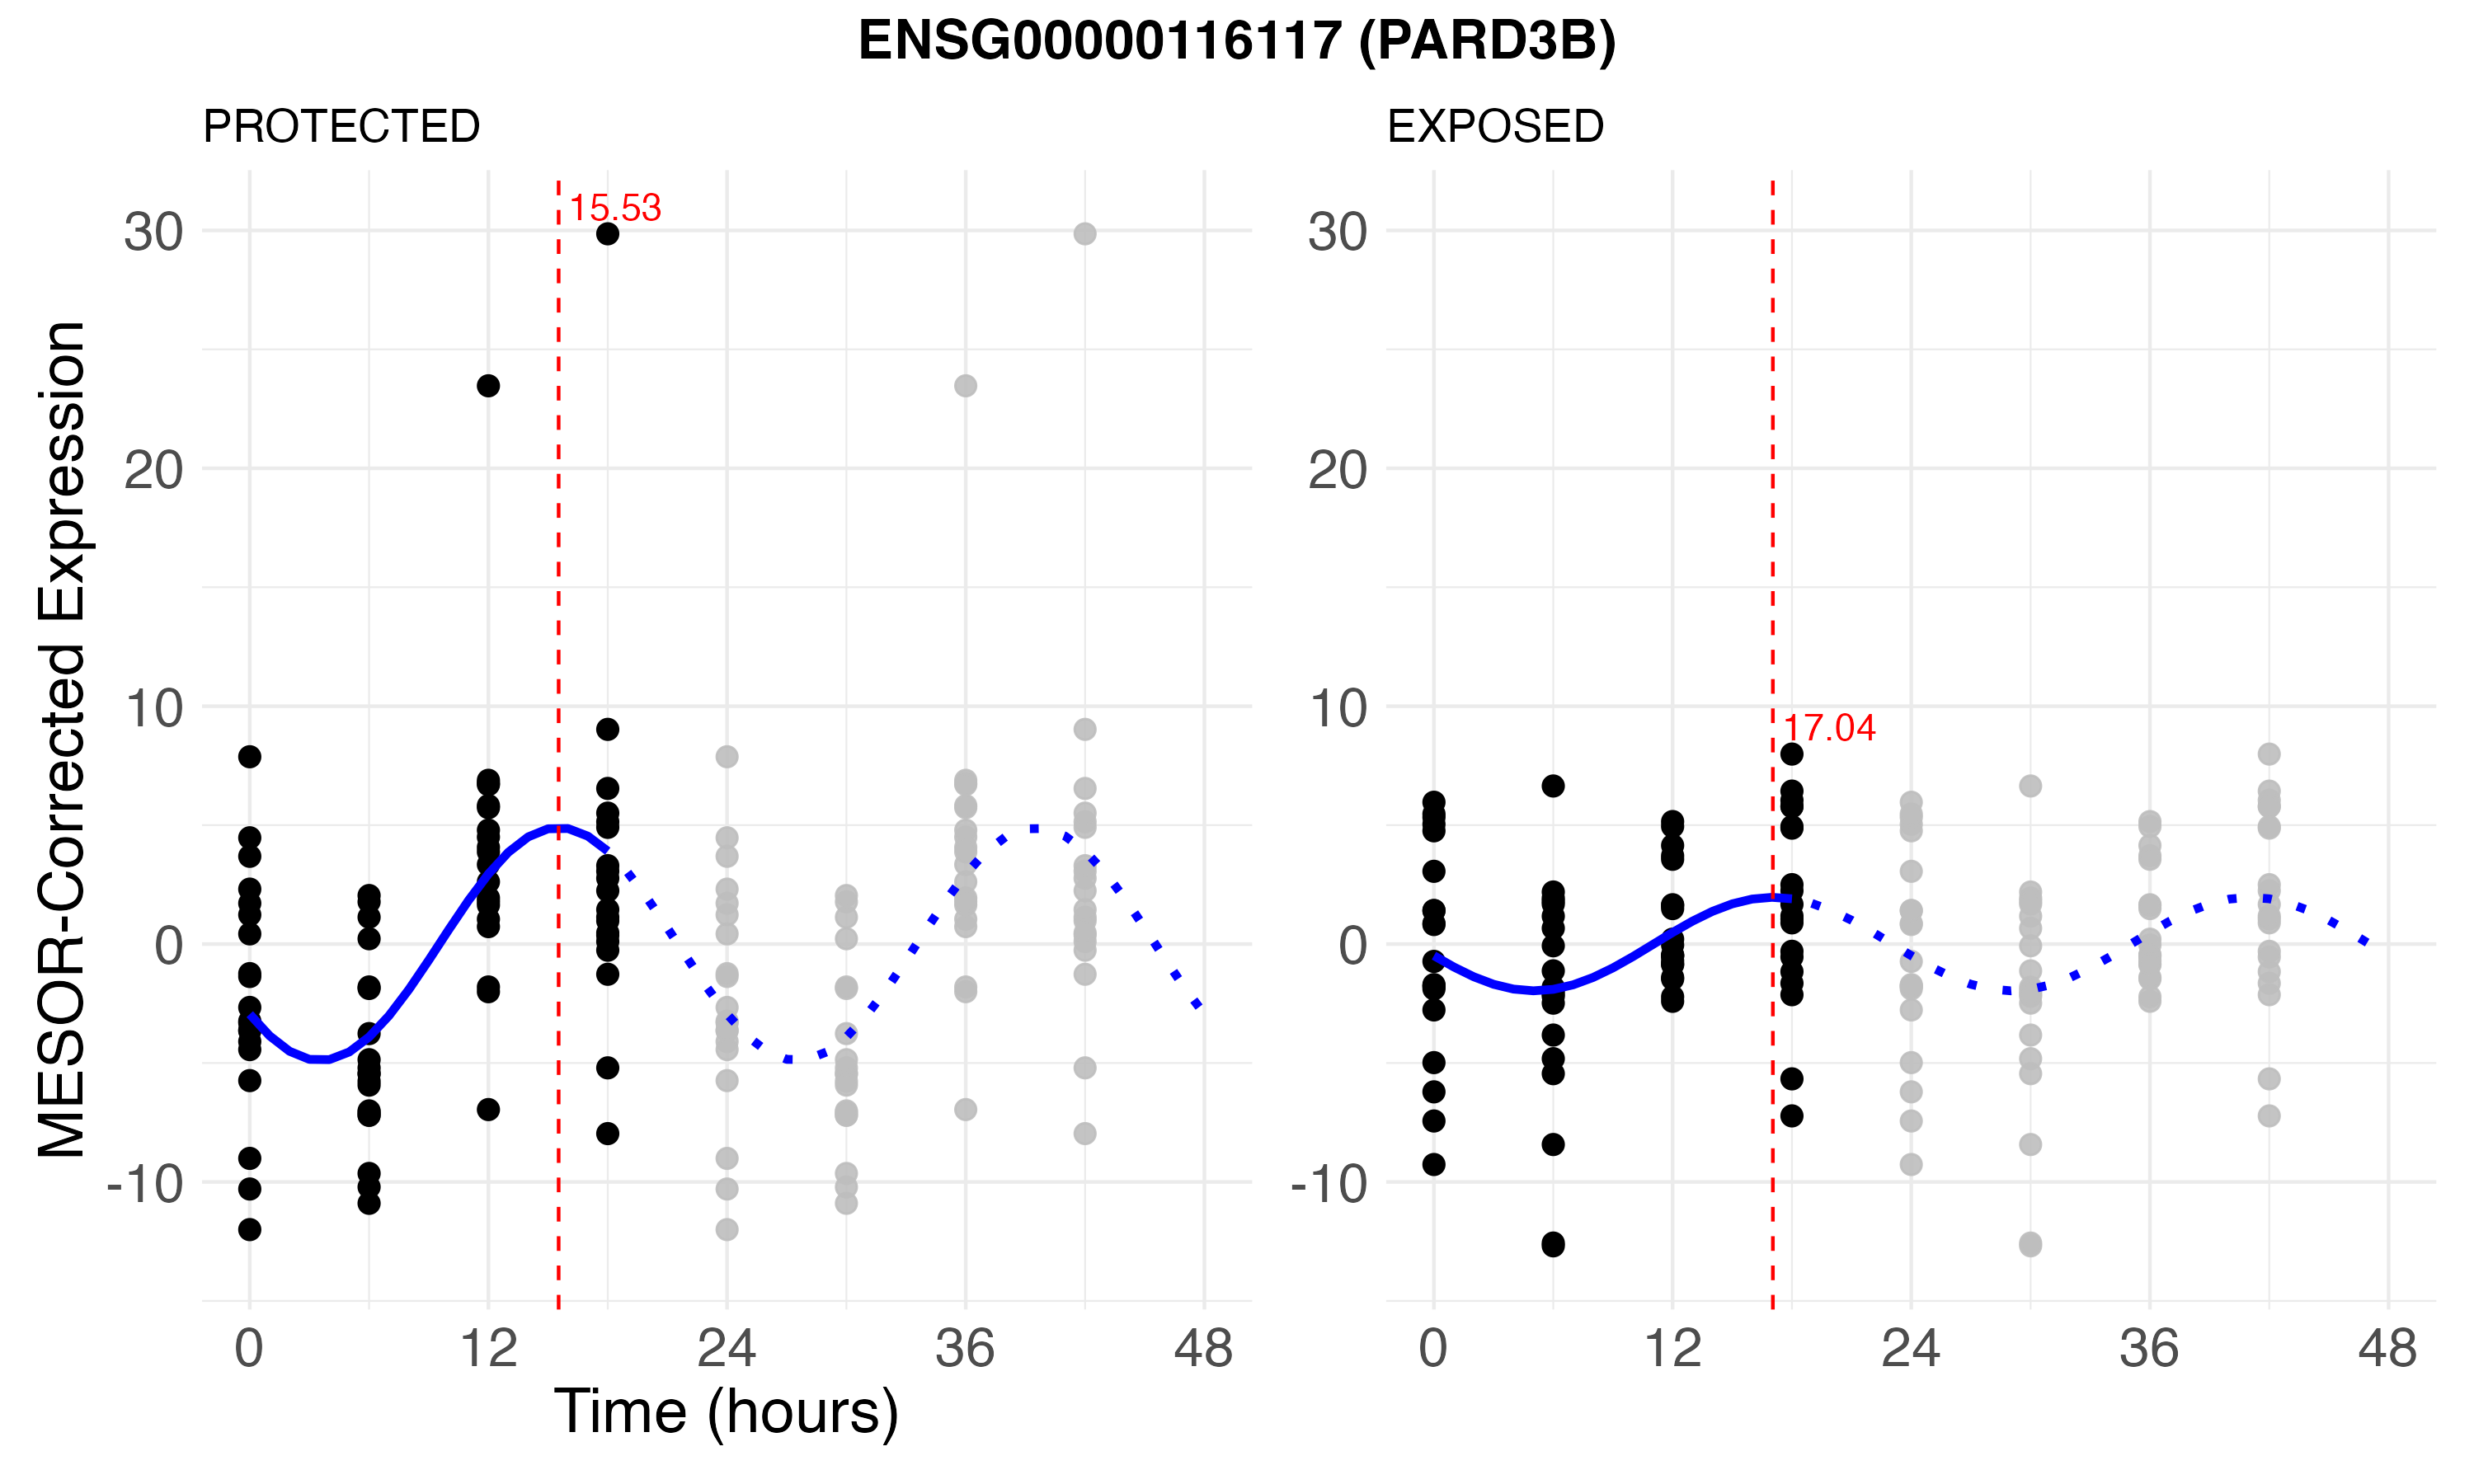 ENSG00000116117 (PARD3B)
PROTECTED
EXPOSED
MESOR-Corrected Expression
30
20
10
0
-10
15.53
0 12 24 36 48
30
20
10
0
-10
17.04
0 12 24 36 48
Time (hours)